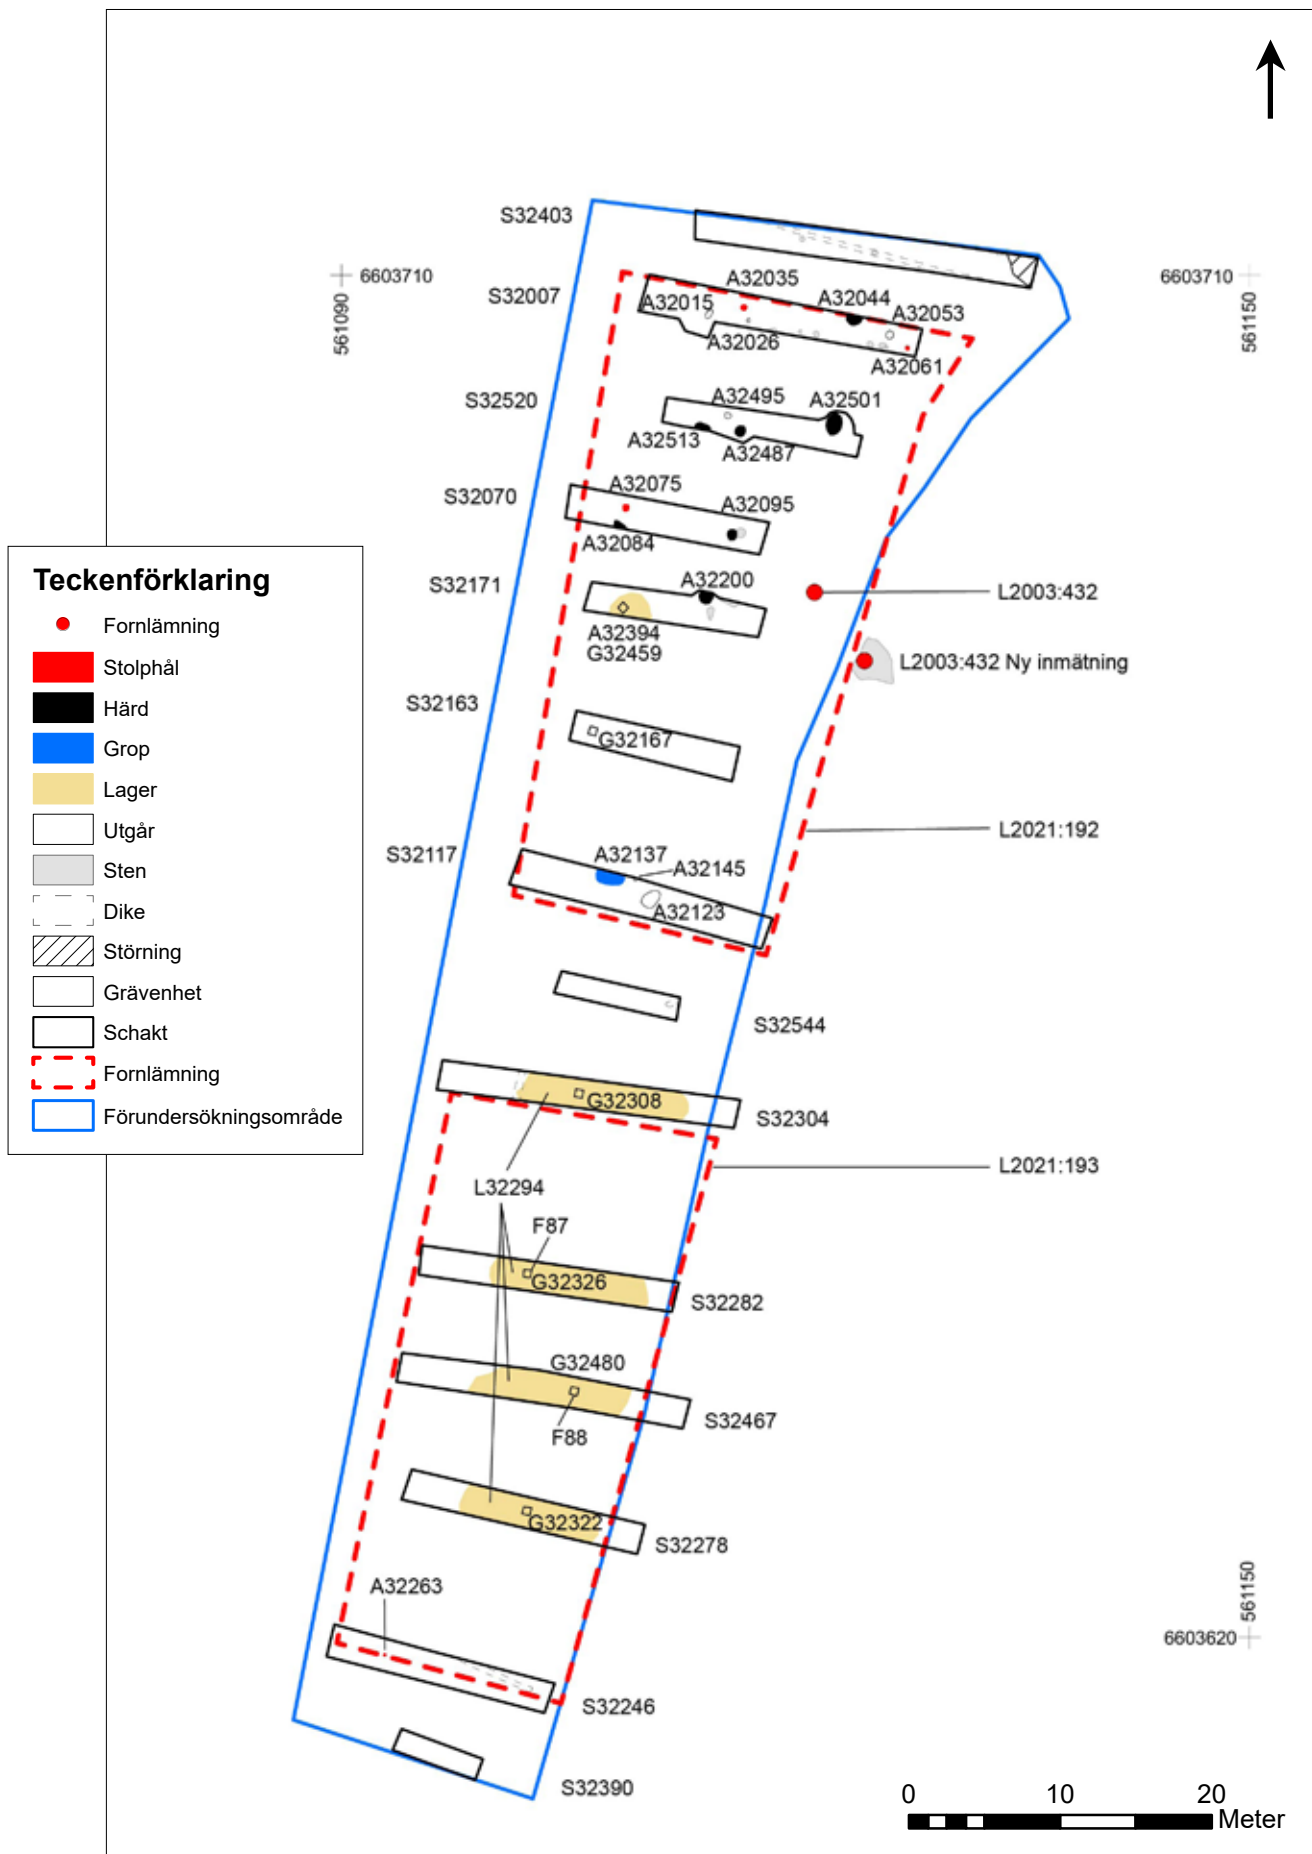 S32403
6603710
6603710
561090
561150
S32007
A32035
A32015
A32044
A32053
A32026
A32061
S32520
A32495
A32501
A32513
A32487
S32070
A32075
A32095
A32084
S32171
A32200
A32394
G32459
L2003:432
L2003:432 Ny inmätning
S32163
G32167
L2021:192
S32117
A32137
A32145
A32123
S32544
G32308
S32304
L2021:193
L32294
F87
G32326
S32282
G32480
F88
S32467
G32322
S32278
A32263
561150
6603620
S32246
S32390
Teckenförklaring
Fornlämning
Stolphål
Härd
Grop
Lager
Utgår
Sten
Dike
Störning
Grävenhet
Schakt
Fornlämning
Förundersökningsområde
0 10 20
Meter